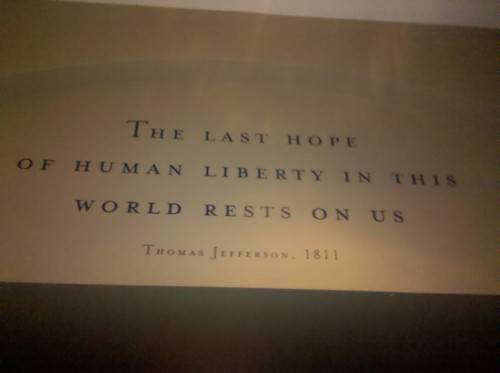 THE LAST HOPE
OF HUMAN LIBERTY IN THIS
WORLD RESTS ON US
THOMAS JEFFERSON, 1811